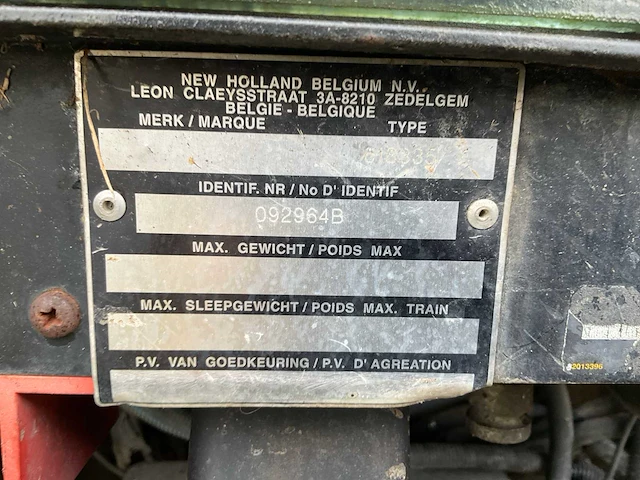 NEW HOLLAND BELGIUM N.V.
LEON CLAEYSSTRAAT 3A-8210 ZEDELGEM
BELGIE - BELGIQUE
MERK / MARQUE TYPE
IDENTIF. NR / No D' IDENTIF
092964B
MAX. GEWICHT / POIDS MAX
MAX. SLEEPGEWICHT / POIDS MAX. TRAIN
P.V. VAN GOEDKEURING / P.V. D' AGREATION
82013396